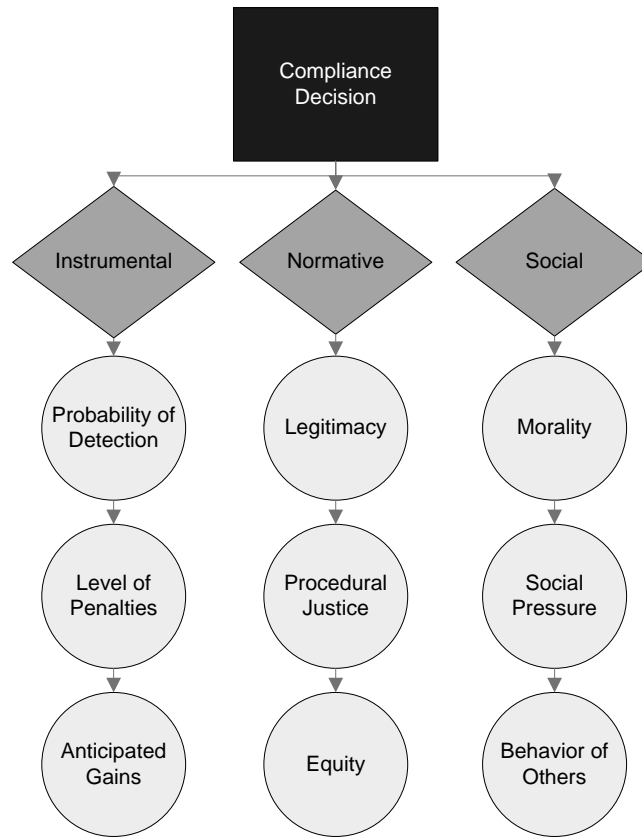 Compliance
Decision
Instrumental
Normative
Social
Probability of
Detection
Legitimacy
Morality
Level of
Penalties
Procedural
Justice
Social
Pressure
Anticipated
Gains
Equity
Behavior of
Others